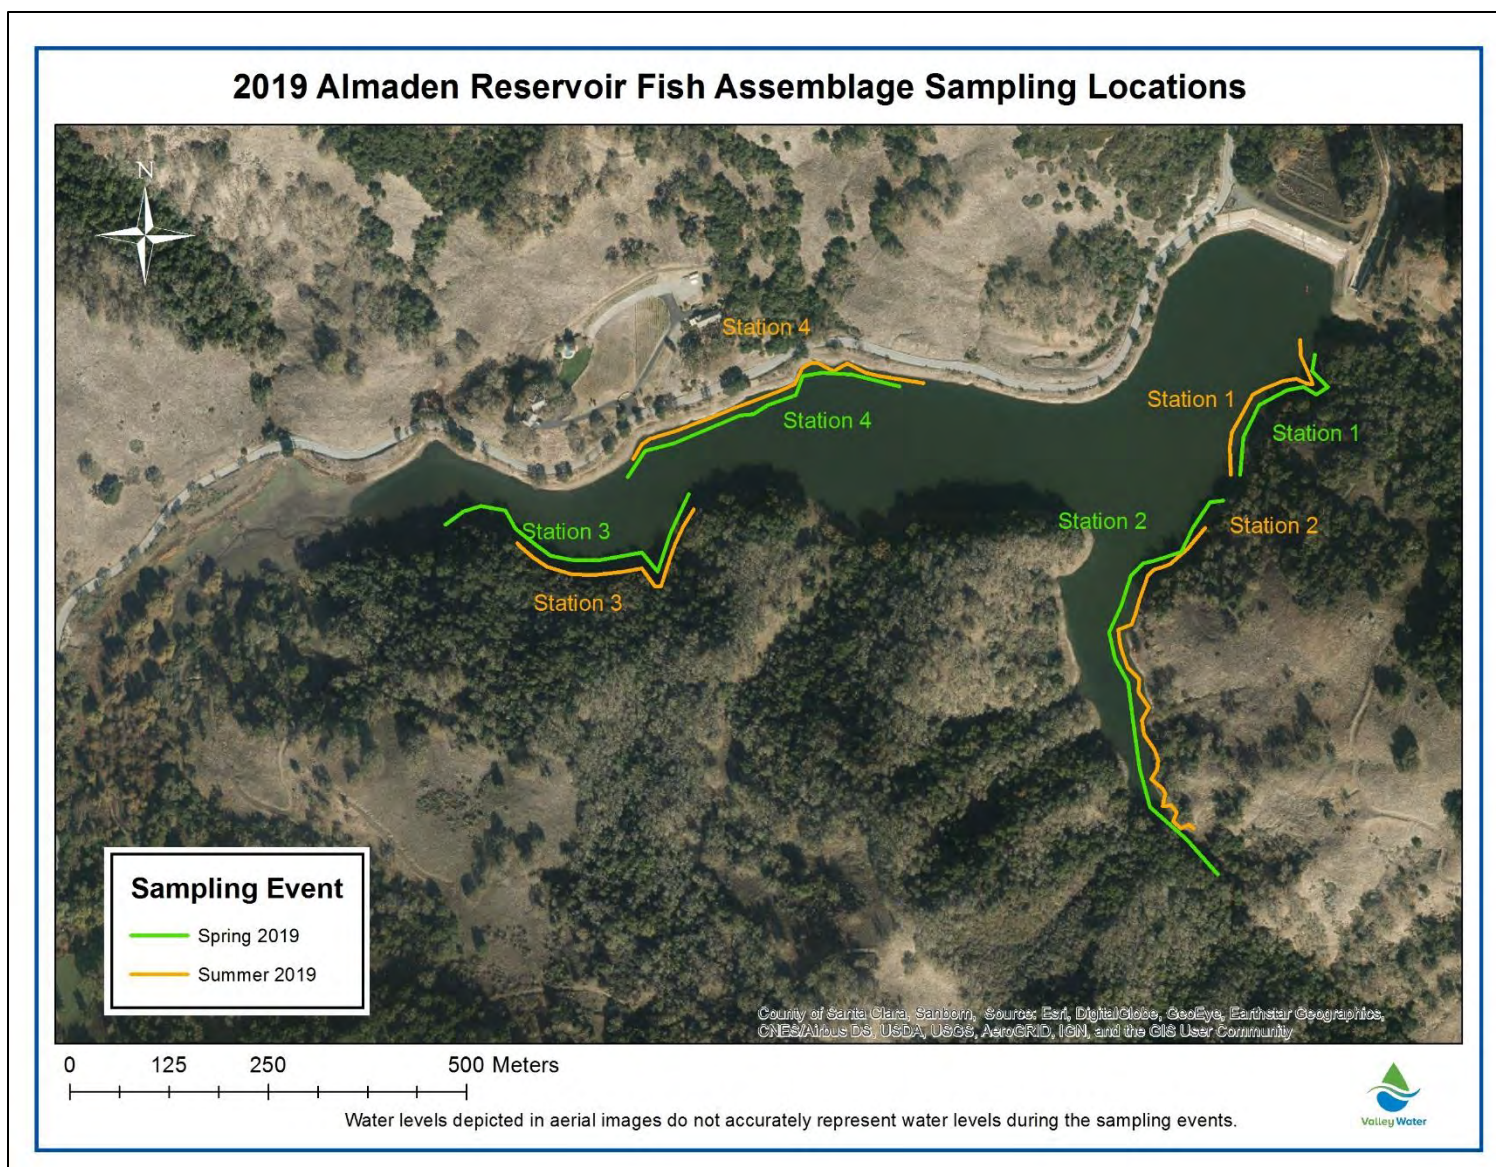 2019 Almaden Reservoir Fish Assemblage Sampling Locations
N
Station 4
Station 4
Station 1
Station 1
Station 2
Station 2
Station 3
Station 3
Sampling Event
Spring 2019
Summer 2019
County of Santa Clara, Sanborn, Source: Esri, DigitalGlobe, GeoEye, Earthstar Geographics,
CNES/Airbus DS, USDA, USGS, AeroGRID, IGN, and the GIS User Community
0 125 250 500 Meters
Water levels depicted in aerial images do not accurately represent water levels during the sampling events.
Valley Water